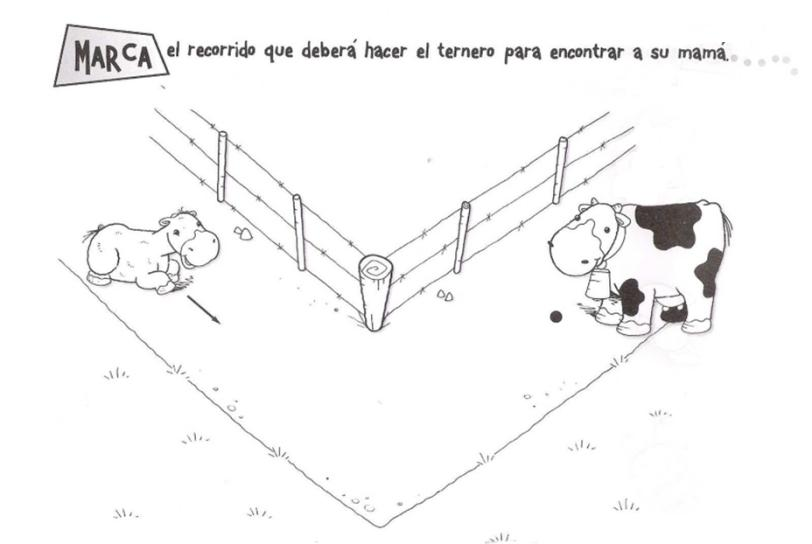 MARCA el recorrido que deberá hacer el ternero para encontrar a su mamá.